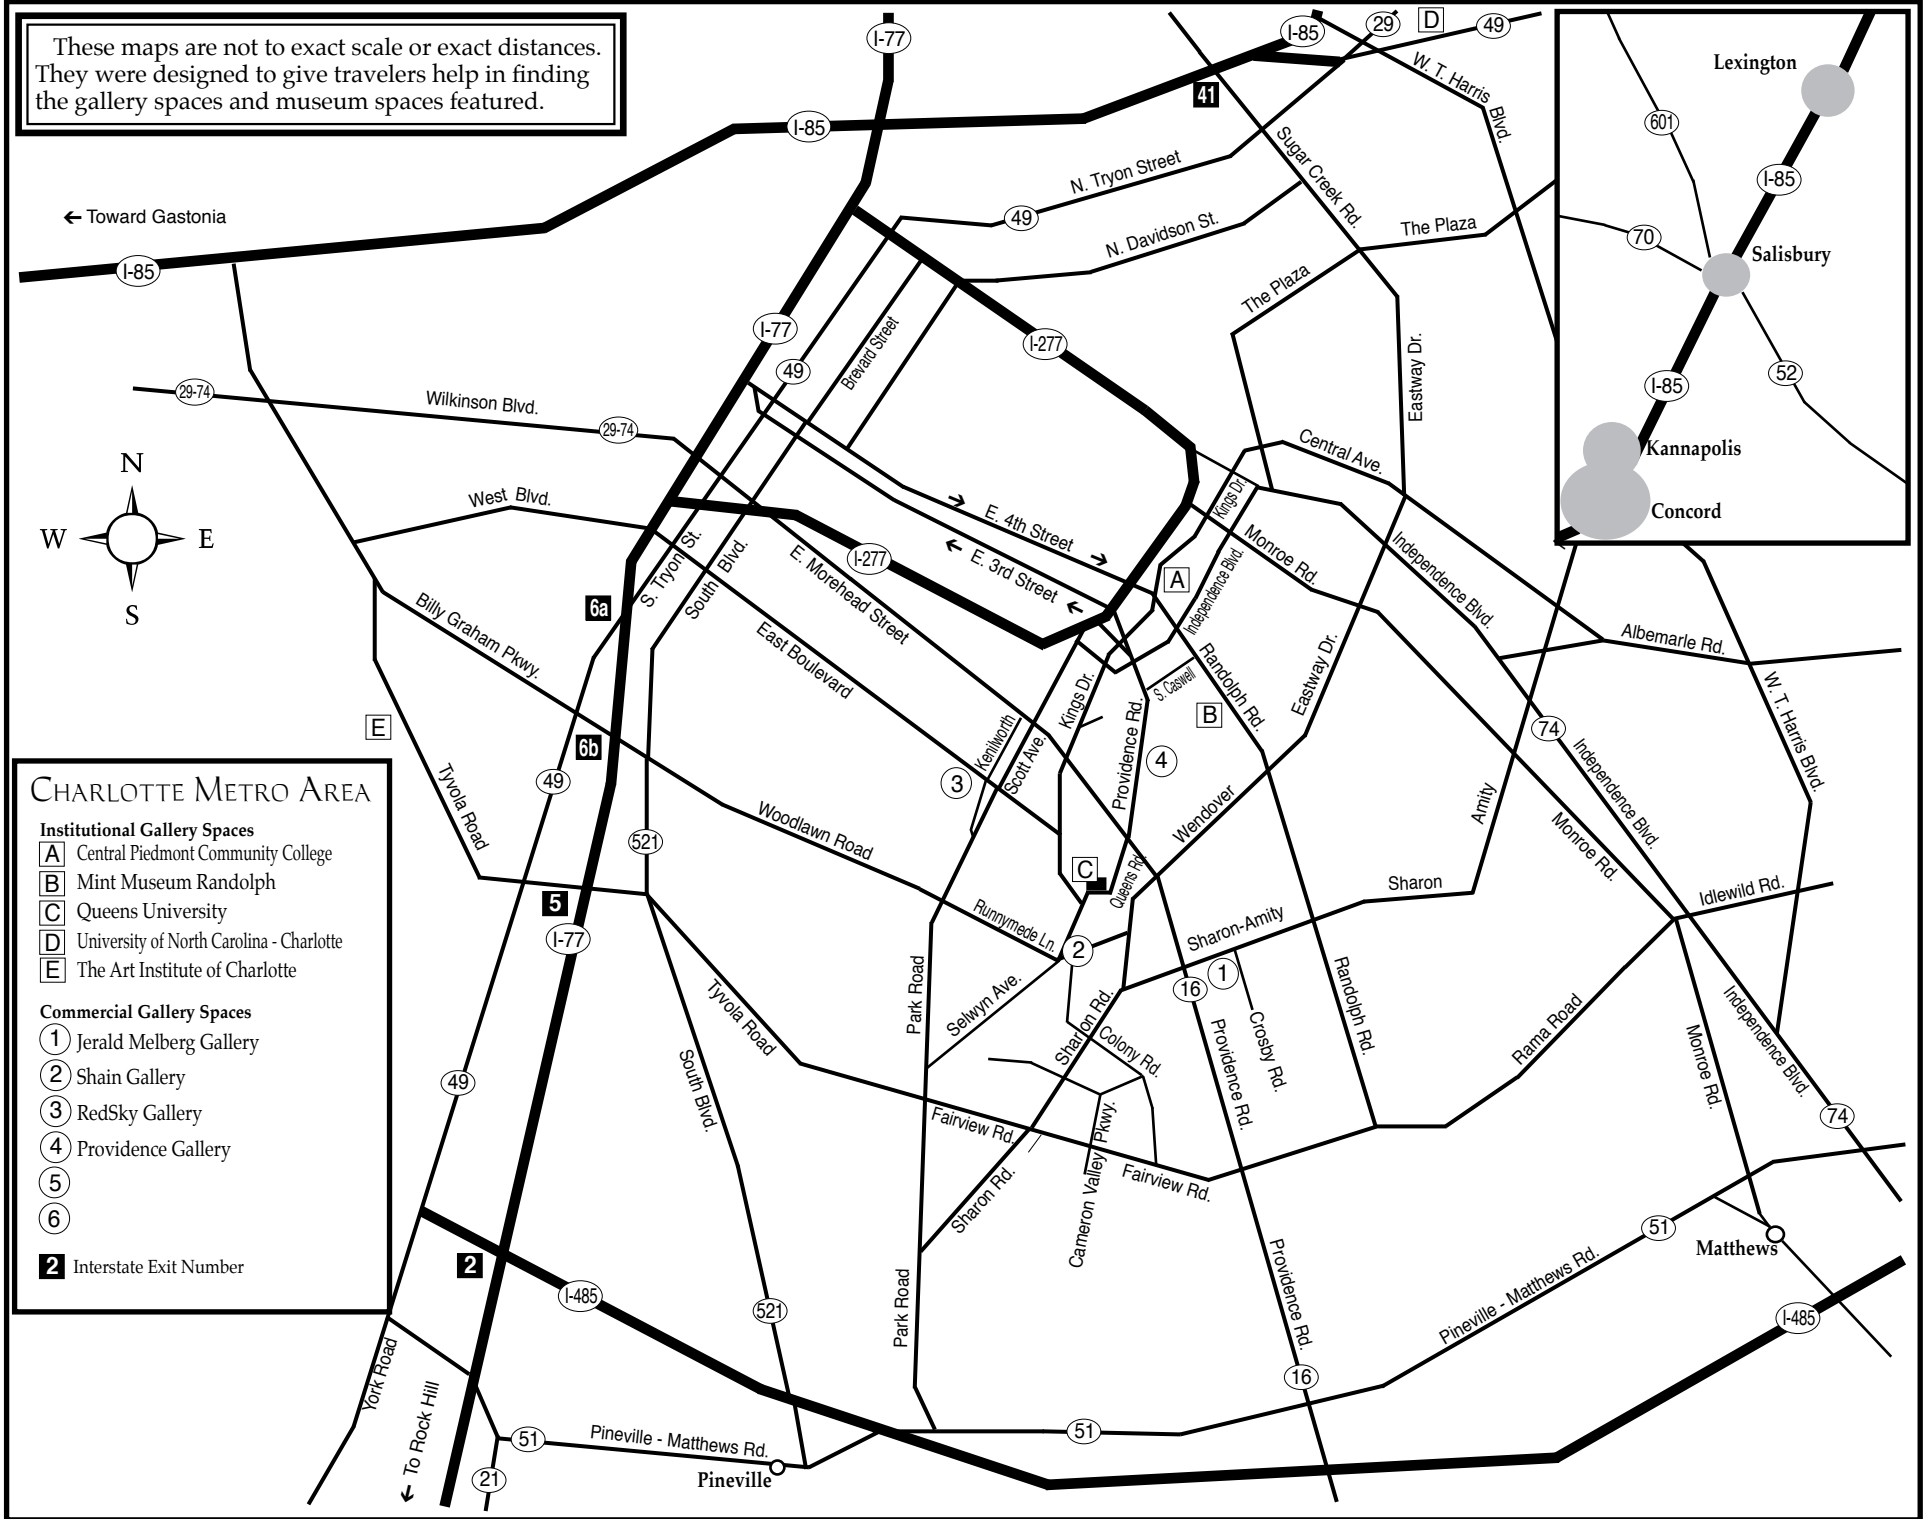 These maps are not to exact scale or exact distances.
They were designed to give travelers help in finding
the gallery spaces and museum spaces featured.
I-77
I-85
29
D
49
W. T. Harris Blvd.
41
I-85
Sugar Creek Rd.
N. Tryon Street
49
N. Davidson St.
The Plaza
The Plaza
Toward Gastonia
I-85
I-77
49
Brevard Street
I-277
Eastway Dr.
29-74
Wilkinson Blvd.
29-74
Central Ave.
Lexington
601
I-85
70
Salisbury
I-85
52
Kannapolis
Concord
N
W
E
S
West Blvd.
Kings Dr.
E. 4th Street
E. 3rd Street
I-277
E. Morehead Street
S. Tryon St.
South Blvd.
A
Independence Blvd.
Monroe Rd.
Independence Blvd.
Albemarle Rd.
6a
Billy Graham Pkwy.
East Boulevard
Randolph Rd.
Eastway Dr.
S. Caswell
B
Kings Dr.
Kenilworth
Scott Ave.
Providence Rd.
4
3
W. T. Harris Blvd.
74
Independence Blvd.
E
6b
49
Tyvola Road
521
Woodlawn Road
Wendover
Amity
Monroe Rd.
C
Queens Rd.
Sharon
Idlewild Rd.
5
I-77
Runnymede Ln.
2
Sharon-Amity
1
16
Selwyn Ave.
Park Road
Sharon Rd.
Colony Rd.
Crosby Rd.
Providence Rd.
Randolph Rd.
Rama Road
Monroe Rd.
Independence Blvd.
74
CHARLOTTE METRO AREA
Institutional Gallery Spaces
A Central Piedmont Community College
B Mint Museum Randolph
C Queens University
D University of North Carolina - Charlotte
E The Art Institute of Charlotte
Commercial Gallery Spaces
1 Jerald Melberg Gallery
2 Shain Gallery
3 RedSky Gallery
4 Providence Gallery
5
6
2 Interstate Exit Number
Tyvola Road
49
South Blvd.
Fairview Rd.
Fairview Rd.
Cameron Valley Pkwy.
Sharon Rd.
2
I-485
521
Park Road
Providence Rd.
16
51
Pineville - Matthews Rd.
Matthews
I-485
York Road
To Rock Hill
51
Pineville - Matthews Rd.
51
21
Pineville